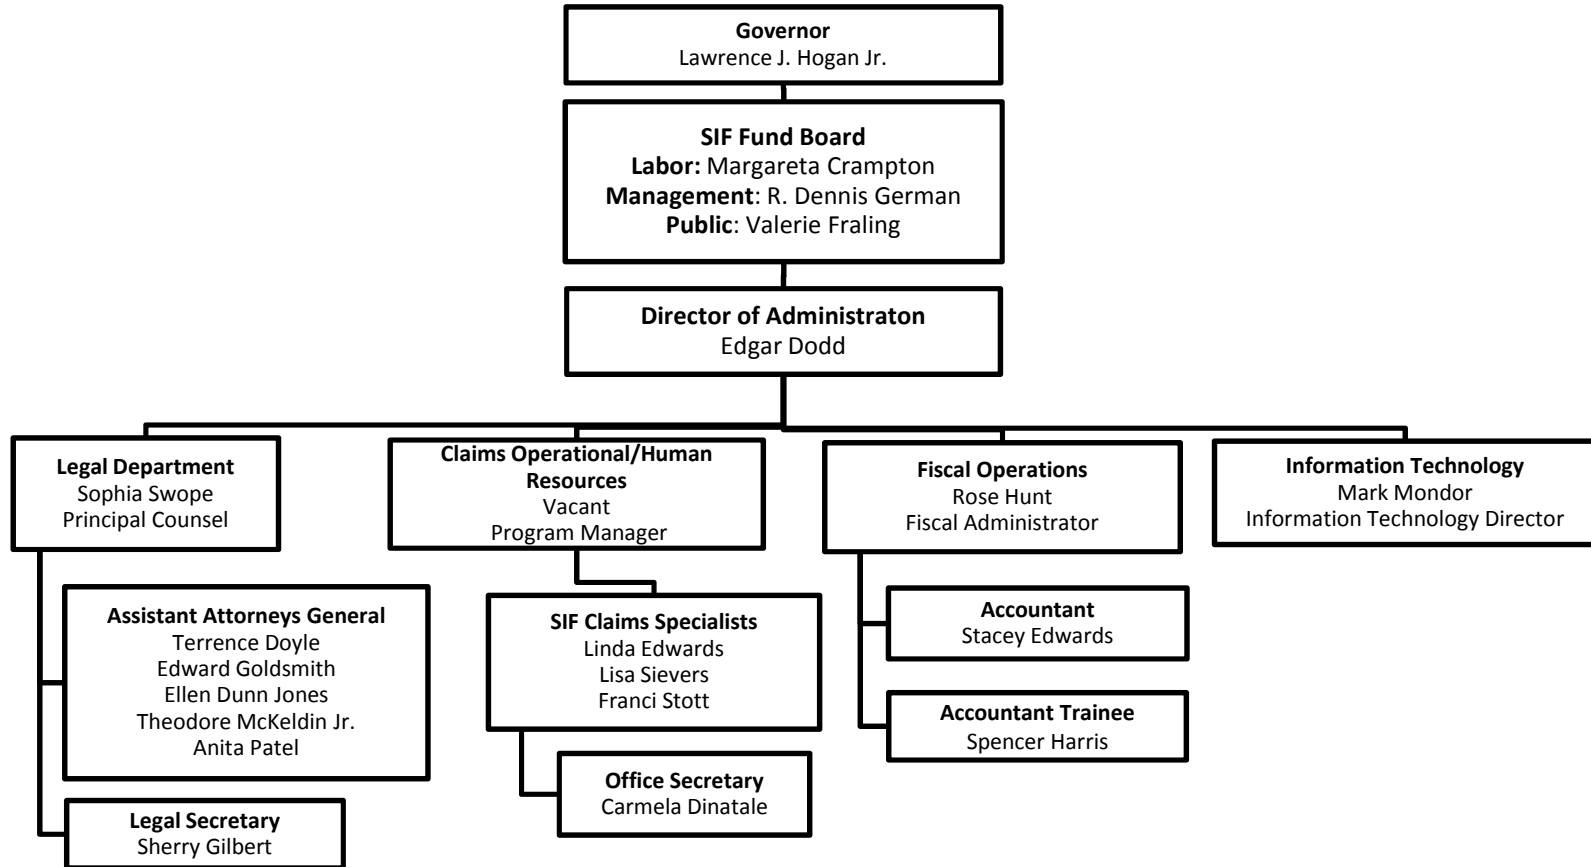 Governor
Lawrence J. Hogan Jr.
SIF Fund Board
Labor: Margareta Crampton
Management: R. Dennis German
Public: Valerie Fraling
Director of Administraton
Edgar Dodd
Legal Department
Sophia Swope
Principal Counsel
Claims Operational/Human
Resources
Vacant
Program Manager
Fiscal Operations
Rose Hunt
Fiscal Administrator
Information Technology
Mark Mondor
Information Technology Director
Assistant Attorneys General
Terrence Doyle
Edward Goldsmith
Ellen Dunn Jones
Theodore McKeldin Jr.
Anita Patel
Legal Secretary
Sherry Gilbert
SIF Claims Specialists
Linda Edwards
Lisa Sievers
Franci Stott
Office Secretary
Carmela Dinatale
Accountant
Stacey Edwards
Accountant Trainee
Spencer Harris